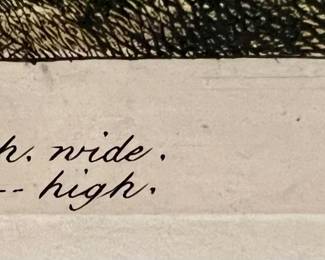 h. wide.
-- high.